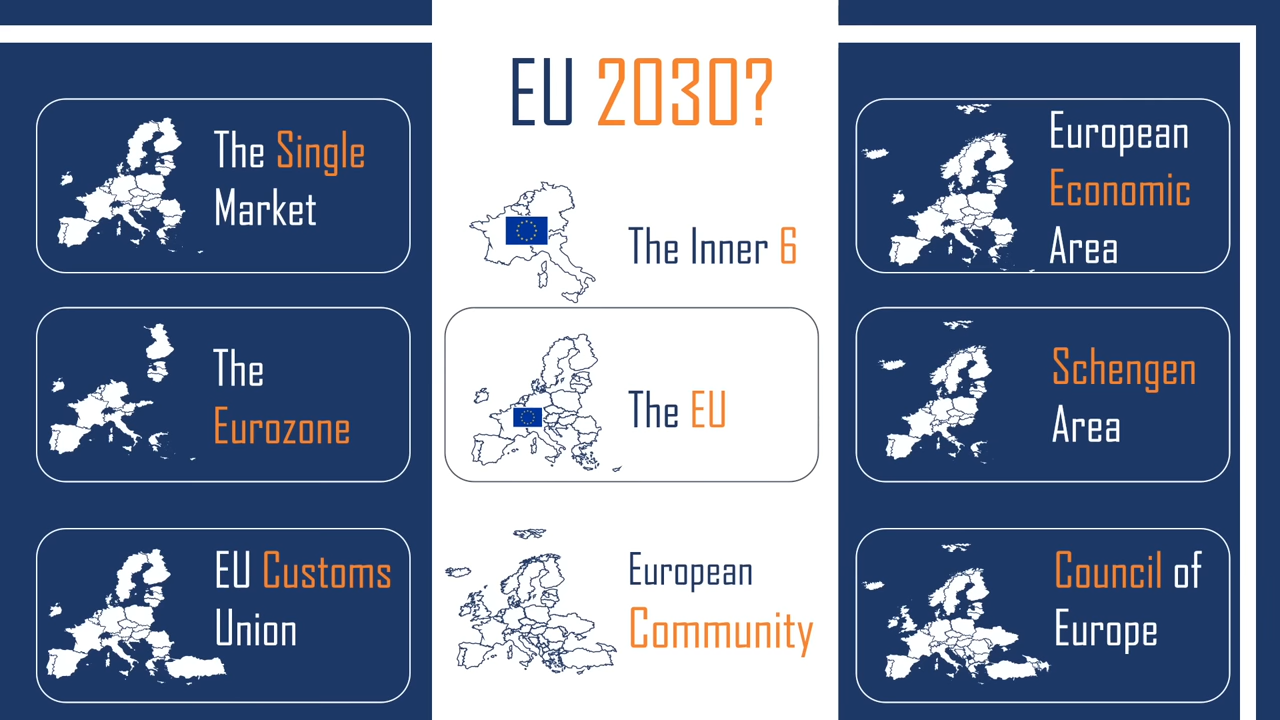 EU 2030?
The Single
Market
The
Eurozone
EU Customs
Union
The Inner 6
The EU
European
Community
European
Economic
Area
Schengen
Area
Council of
Europe